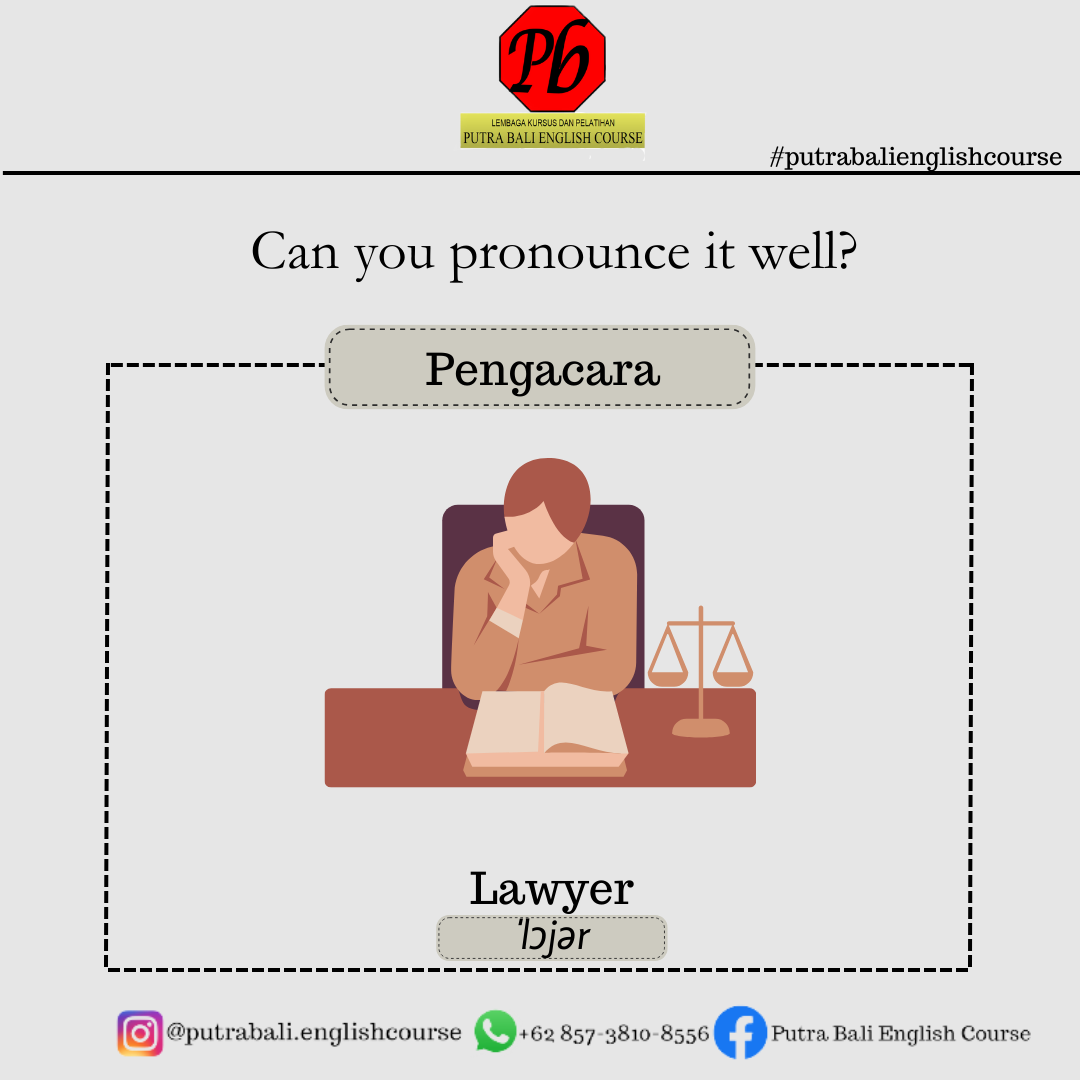 Pb
LEMBAGA KURSUS DAN PELATIHAN
PUTRA BALI ENGLISH COURSE
#putrabalienglishcourse
Can you pronounce it well?
Pengacara
Lawyer
ˈlɔjər
@putrabali.englishcourse +62 857-3810-8556 Putra Bali English Course